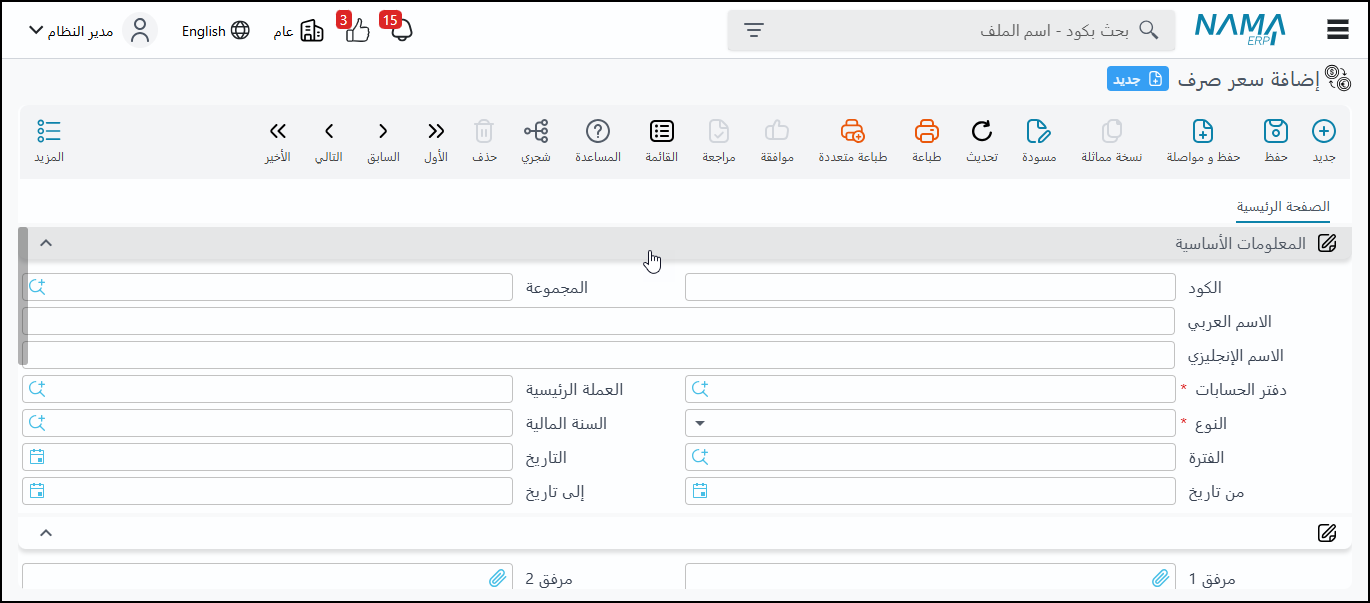 NAMA ERP
بحث بكود - اسم الملف
15
3
عام
English
مدير النظام
إضافة سعر صرف
جديد
جديد
حفظ
حفظ و مواصلة
نسخة مماثلة
مسودة
تحديث
طباعة
طباعة متعددة
موافقة
مراجعة
القائمة
المساعدة
شجري
حذف
الأول
السابق
التالي
الأخير
المزيد
الصفحة الرئيسية
المعلومات الأساسية
الكود
المجموعة
الاسم العربي
الاسم الإنجليزي
دفتر الحسابات *
العملة الرئيسية
النوع *
السنة المالية
الفترة
التاريخ
من تاريخ
إلى تاريخ
مرفق 1
مرفق 2